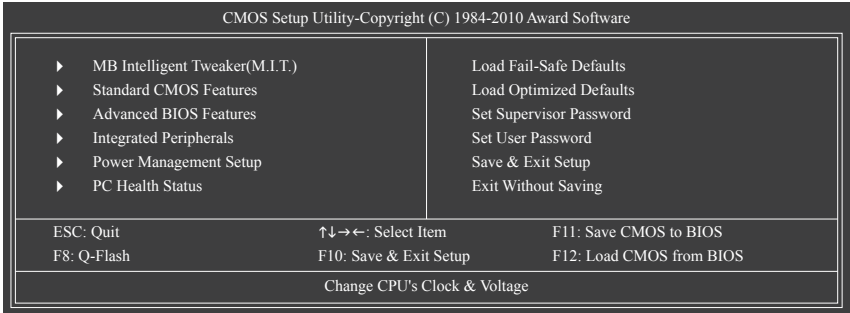 CMOS Setup Utility-Copyright (C) 1984-2010 Award Software
MB Intelligent Tweaker(M.I.T.)
Standard CMOS Features
Advanced BIOS Features
Integrated Peripherals
Power Management Setup
PC Health Status
Load Fail-Safe Defaults
Load Optimized Defaults
Set Supervisor Password
Set User Password
Save & Exit Setup
Exit Without Saving
ESC: Quit
↑↓→←: Select Item
F11: Save CMOS to BIOS
F8: Q-Flash
F10: Save & Exit Setup
F12: Load CMOS from BIOS
Change CPU's Clock & Voltage